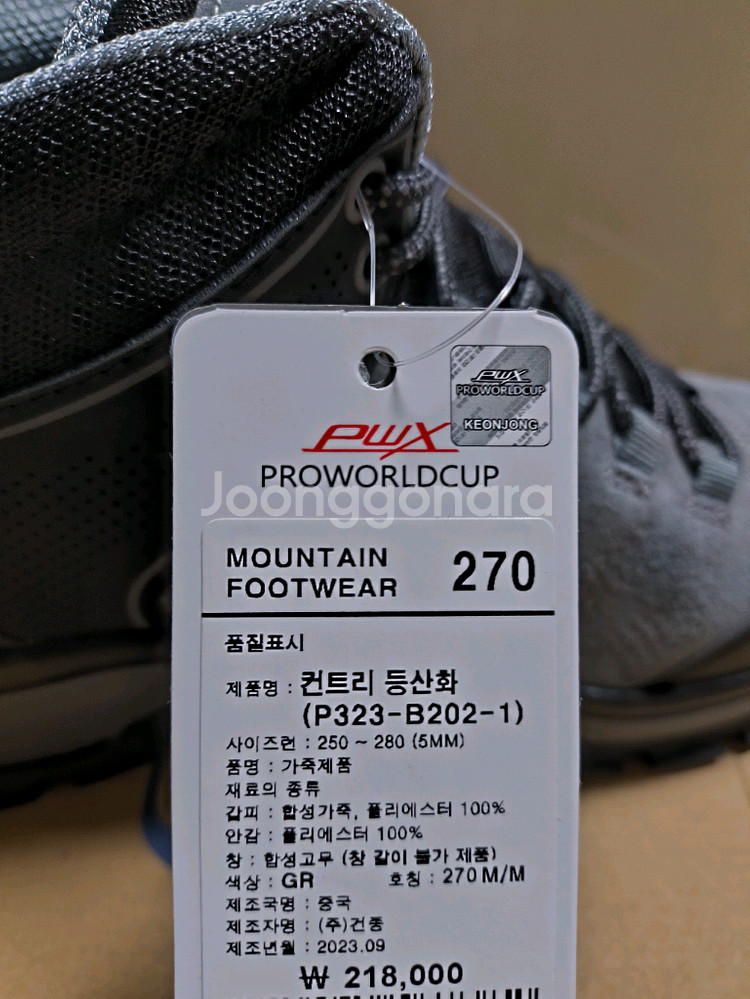 PWX
PROWORLDCUP
KEONJONG
PWX
PROWORLDCUP
Joonggonara
MOUNTAIN
FOOTWEAR
270
품질표시
제품명 : 컨트리 등산화
(P323-B202-1)
사이즈런 : 250 ~ 280 (5MM)
품명 : 가죽제품
재료의 종류
갑피 : 합성가죽, 폴리에스터 100%
안감 : 폴리에스터 100%
창 : 합성고무 (창 갈이 불가 제품)
색상 : GR 호칭 : 270 M/M
제조국명 : 중국
제조자명 : (주)건종
제조년월 : 2023.09
₩ 218,000